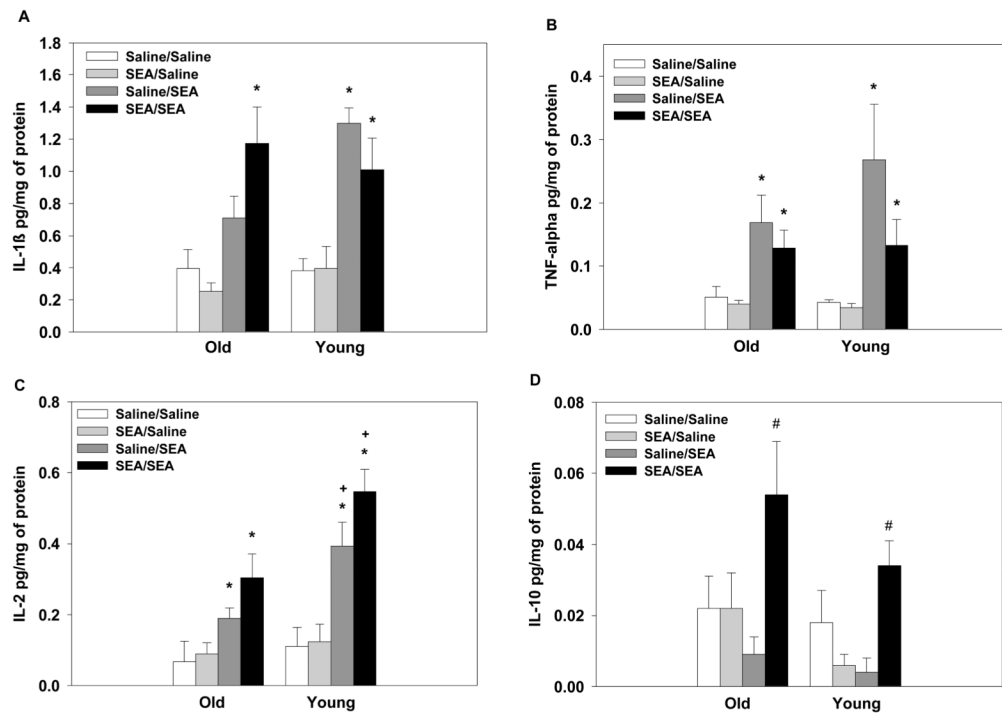 A
IL-1ß pg/mg of protein
1.8
1.6
1.4
1.2
1.0
0.8
0.6
0.4
0.2
0.0
Saline/Saline
SEA/Saline
Saline/SEA
SEA/SEA
*
*
*
Old Young
B
TNF-alpha pg/mg of protein
0.4
0.3
0.2
0.1
0.0
Saline/Saline
SEA/Saline
Saline/SEA
SEA/SEA
*
*
*
*
Old Young
C
IL-2 pg/mg of protein
0.8
0.6
0.4
0.2
0.0
Saline/Saline
SEA/Saline
Saline/SEA
SEA/SEA
*
*
+
*
+
*
Old Young
D
IL-10 pg/mg of protein
0.08
0.06
0.04
0.02
0.00
Saline/Saline
SEA/Saline
Saline/SEA
SEA/SEA
#
#
Old Young